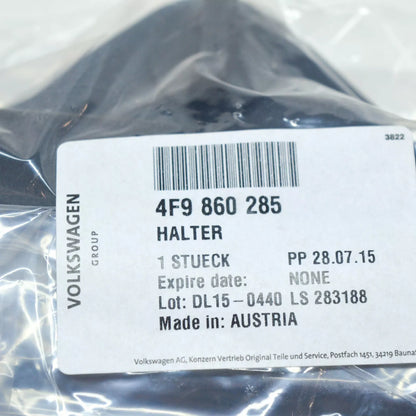 3822
VOLKSWAGEN
GROUP
4F9 860 285
HALTER
1 STUECK PP 28.07.15
Expire date: NONE
Lot: DL15-0440 LS 283188
Made in: AUSTRIA
Volkswagen AG, Konzern Vertrieb Original Teile und Service, Postfach 1451, 34219 Baunat